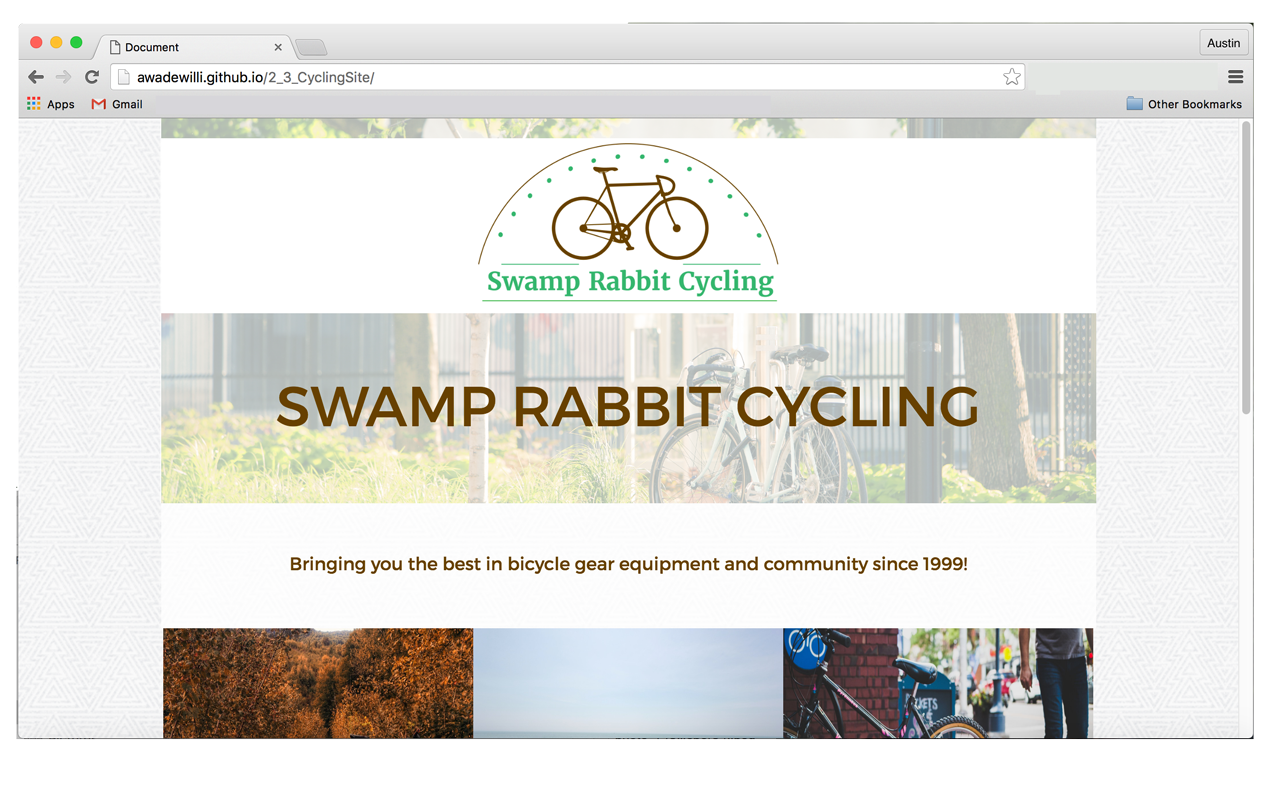 Document
Austin
awadewilli.github.io/2_3_CyclingSite/
Apps
Gmail
Other Bookmarks
Swamp Rabbit Cycling
SWAMP RABBIT CYCLING
Bringing you the best in bicycle gear equipment and community since 1999!